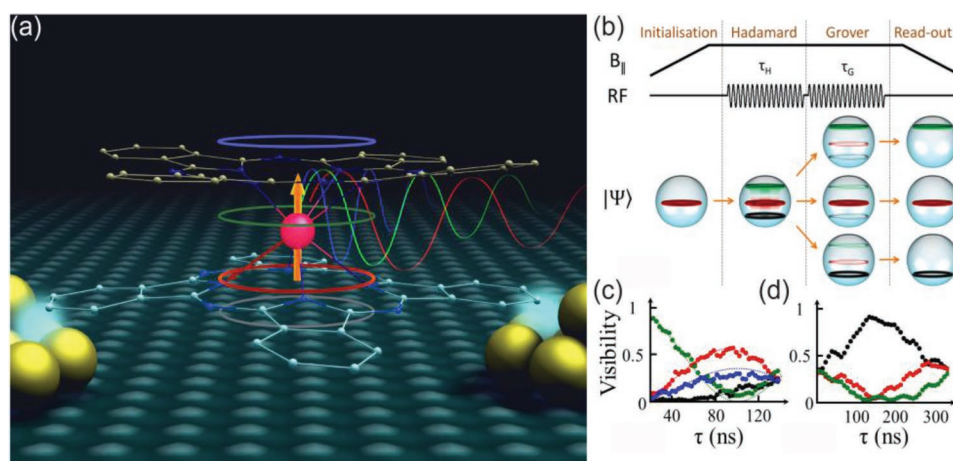 (a)
(b)
Initialisation Hadamard Grover Read-out
B∥
τH τG
RF
|Ψ⟩
(c) (d)
Visibility
1
0.5
0
40 80 120
τ (ns)
1
0.5
0
100 200 300
τ (ns)